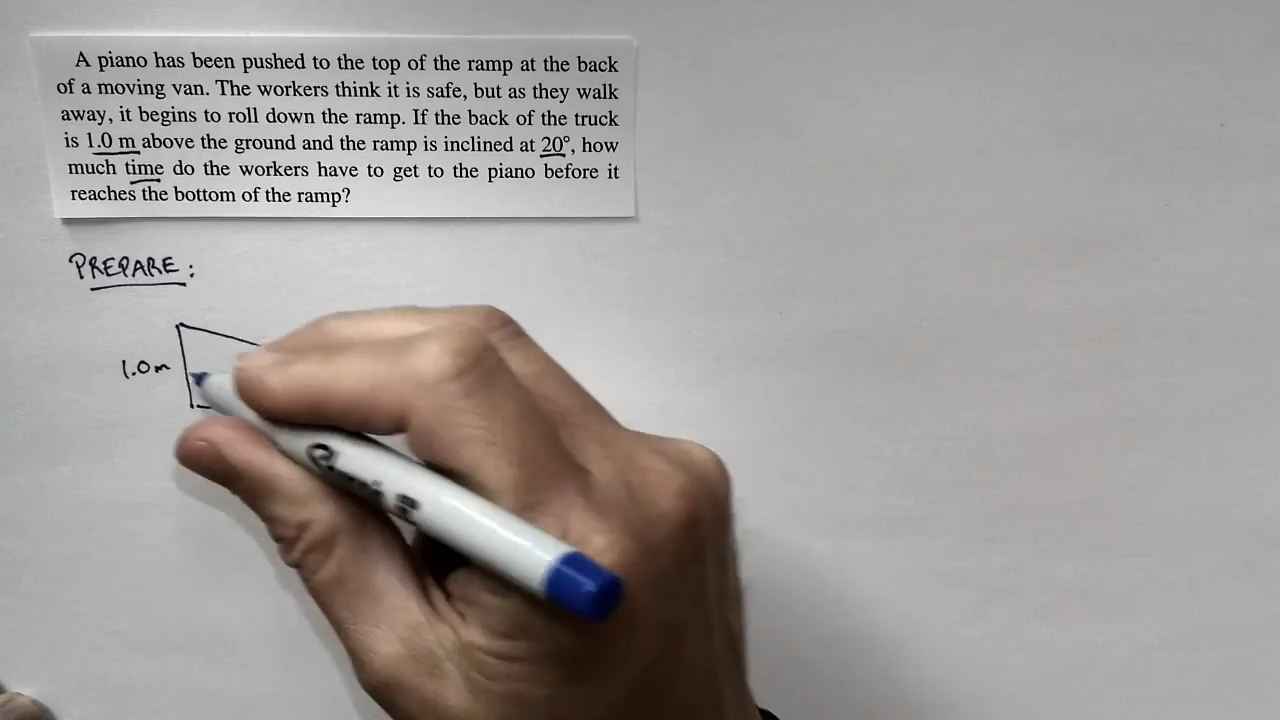 A piano has been pushed to the top of the ramp at the back
of a moving van. The workers think it is safe, but as they walk
away, it begins to roll down the ramp. If the back of the truck
is 1.0 m above the ground and the ramp is inclined at 20°, how
much time do the workers have to get to the piano before it
reaches the bottom of the ramp?
PREPARE:
1.0m